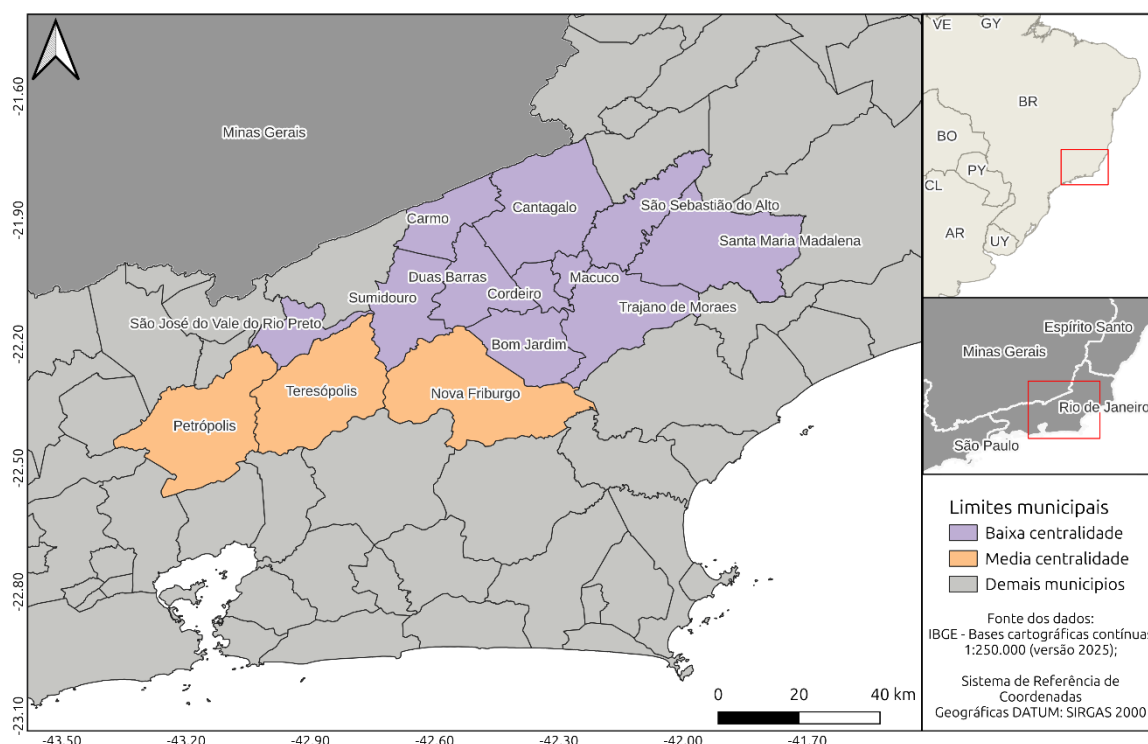 -21.60
-21.90
-22.20
-22.50
-22.80
-23.10
-43.50
-43.20
-42.90
-42.60
-42.30
-42.00
-41.70
Minas Gerais
Carmo
Cantagalo
São Sebastião do Alto
Santa Maria Madalena
Duas Barras
Macuco
Sumidouro
Cordeiro
Trajano de Moraes
São José do Vale do Rio Preto
Bom Jardim
Teresópolis
Nova Friburgo
Petrópolis
0 20 40 km
VE GY
BR
BO
PY
CL
AR
UY
Espírito Santo
Minas Gerais
Rio de Janeiro
São Paulo
Limites municipais
Baixa centralidade
Media centralidade
Demais municipios
Fonte dos dados:
IBGE - Bases cartográficas contínuas
1:250.000 (versão 2025);
Sistema de Referência de
Coordenadas
Geográficas DATUM: SIRGAS 2000